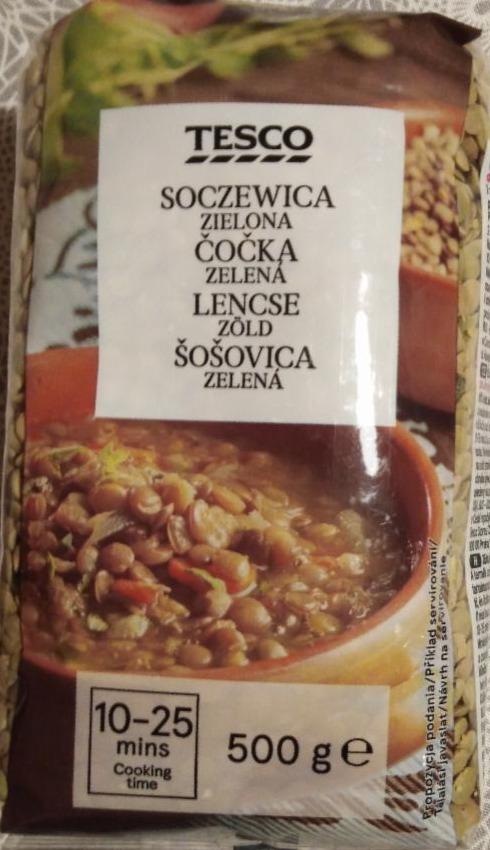 TESCO
SOCZEWICA
ZIELONA
ČOČKA
ZELENÁ
LENCSE
ZÖLD
ŠOŠOVICA
ZELENÁ
10-25
mins
Cooking
time
500 g e
Propozycja podania/Příklad servírování/
Tálalási javaslat/Návrh na servírovanie